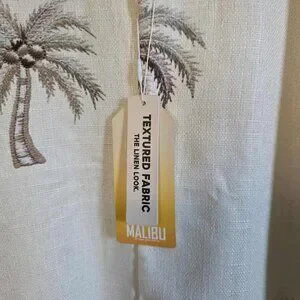 TEXTURED FABRIC
THE LINEN LOOK.
MALIBU